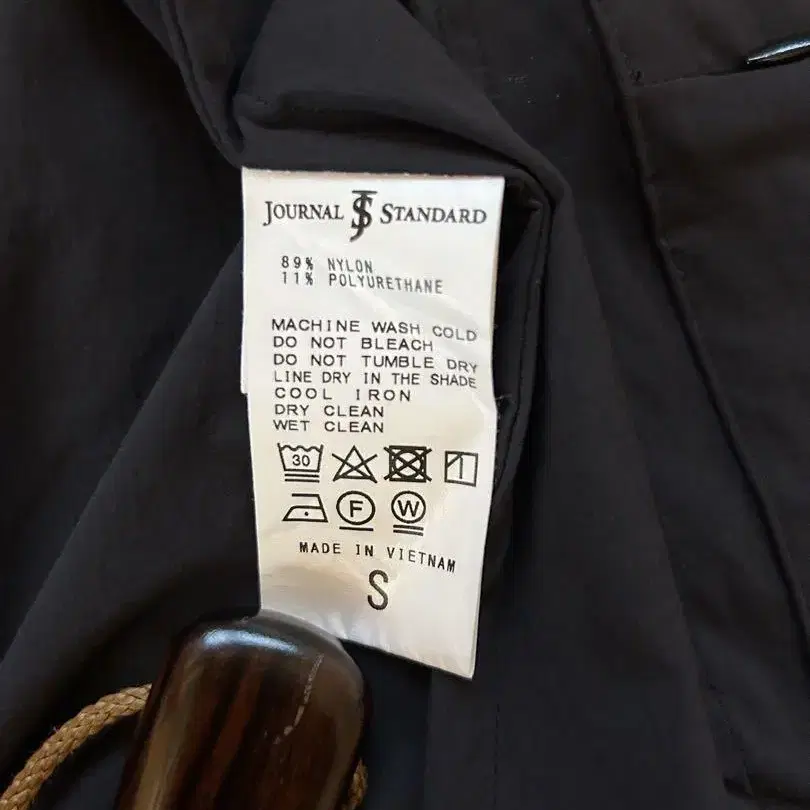 JOURNAL JS STANDARD
89% NYLON
11% POLYURETHANE
MACHINE WASH COLD
DO NOT BLEACH
DO NOT TUMBLE DRY
LINE DRY IN THE SHADE
COOL IRON
DRY CLEAN
WET CLEAN
30
F W
MADE IN VIETNAM
S